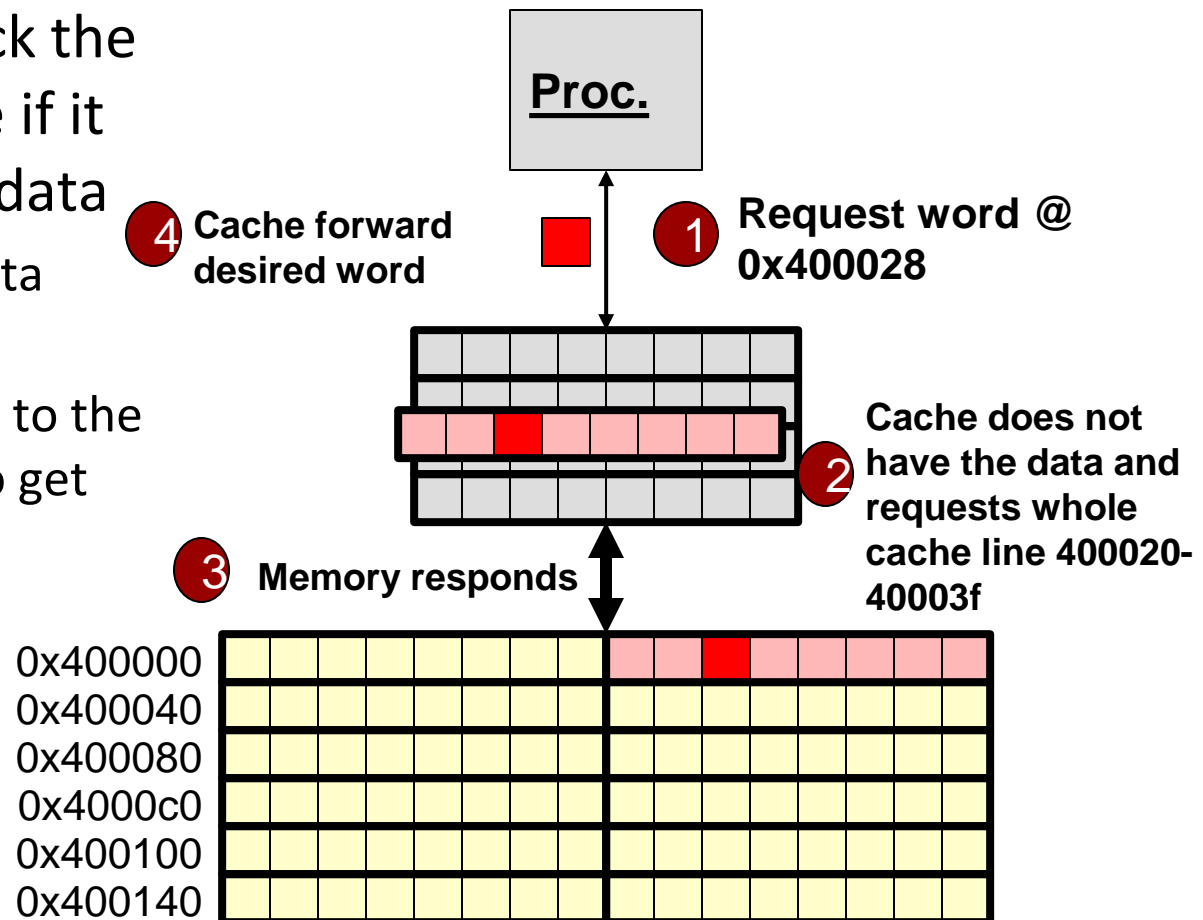 ck the
e if it
data
ta
to the
o get
Proc.
4 Cache forward
desired word
1 Request word @
0x400028
2 Cache does not
have the data and
requests whole
cache line 400020-
40003f
3 Memory responds
0x400000
0x400040
0x400080
0x4000c0
0x400100
0x400140